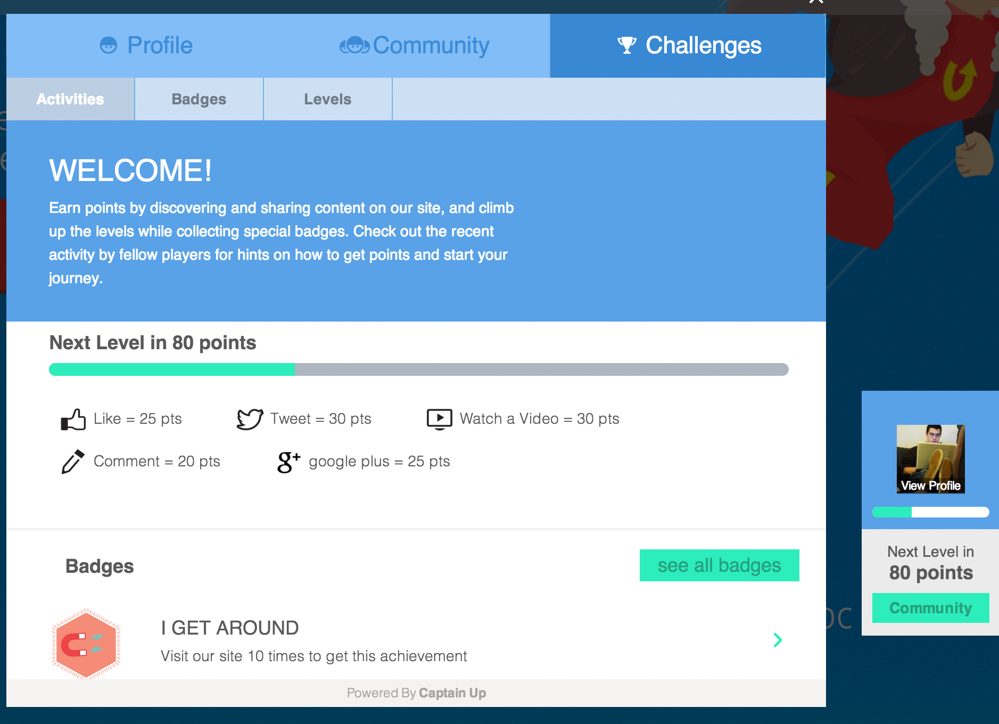 Profile
Community
Challenges
Activities
Badges
Levels
WELCOME!
Earn points by discovering and sharing content on our site, and climb
up the levels while collecting special badges. Check out the recent
activity by fellow players for hints on how to get points and start your
journey.
Next Level in 80 points
Like = 25 pts
Tweet = 30 pts
Watch a Video = 30 pts
Comment = 20 pts
g+ google plus = 25 pts
Badges
see all badges
I GET AROUND
Visit our site 10 times to get this achievement
Powered By Captain Up
View Profile
Next Level in
80 points
Community